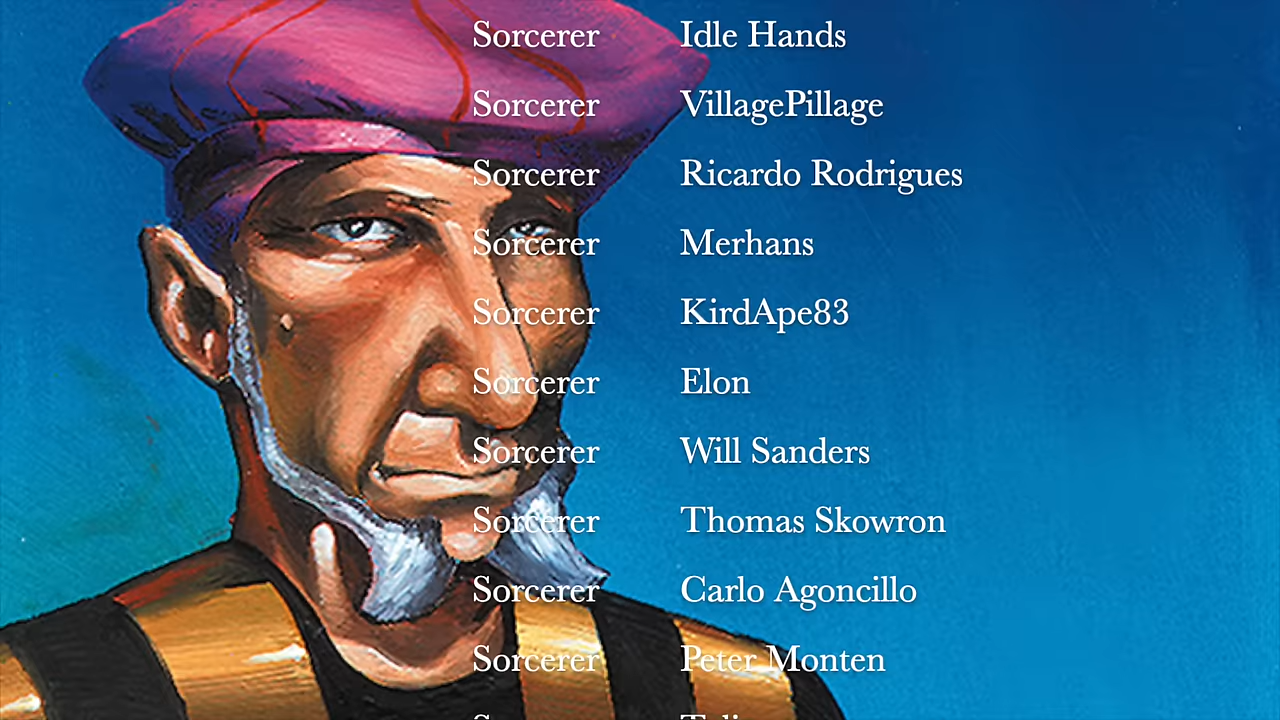 Sorcerer Idle Hands
Sorcerer VillagePillage
Sorcerer Ricardo Rodrigues
Sorcerer Merhans
Sorcerer KirdApe83
Sorcerer Elon
Sorcerer Will Sanders
Sorcerer Thomas Skowron
Sorcerer Carlo Agoncillo
Sorcerer Peter Monten